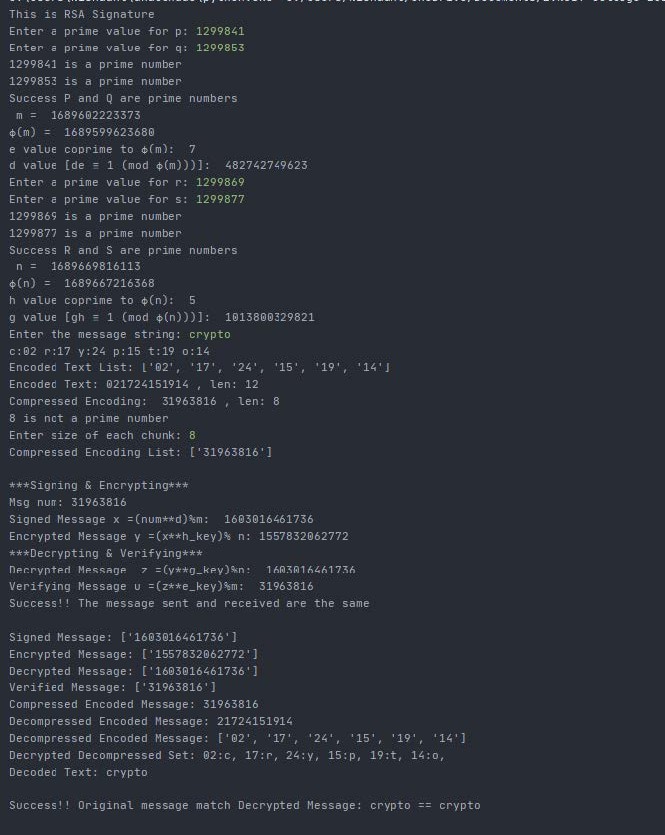 This is RSA Signature
Enter a prime value for p: 1299841
Enter a prime value for q: 1299853
1299841 is a prime number
1299853 is a prime number
Success P and Q are prime numbers
m =  1689602223373
ϕ(m) =  1689599623680
e value coprime to ϕ(m):  7
d value [de ≡ 1 (mod ϕ(m)))]:  482742749623
Enter a prime value for r: 1299869
Enter a prime value for s: 1299877
1299869 is a prime number
1299877 is a prime number
Success R and S are prime numbers
n =  1689669816113
ϕ(n) =  1689667216368
h value coprime to ϕ(n):  5
g value [gh ≡ 1 (mod ϕ(n)))]:  1013800329821
Enter the message string: crypto
c:02 r:17 y:24 p:15 t:19 o:14
Encoded Text List: ['02', '17', '24', '15', '19', '14']
Encoded Text: 021724151914 , len: 12
Compressed Encoding:  31963816 , len: 8
8 is not a prime number
Enter size of each chunk: 8
Compressed Encoding List: ['31963816']
***Signing & Encrypting***
Msg num: 31963816
Signed Message x =(num**d)%m:  1603016461736
Encrypted Message y =(x**h_key)% n: 1557832062772
***Decrypting & Verifying***
Decrypted Message  z =(y**g_key)%n:  1603016461736
Verifying Message u =(z**e_key)%m:  31963816
Success!! The message sent and received are the same
Signed Message: ['1603016461736']
Encrypted Message: ['1557832062772']
Decrypted Message: ['1603016461736']
Verified Message: ['31963816']
Compressed Encoded Message: 31963816
Decompressed Encoded Message: 21724151914
Decompressed Encoded Message: ['02', '17', '24', '15', '19', '14']
Decrypted Decompressed Set: 02:c, 17:r, 24:y, 15:p, 19:t, 14:o,
Decoded Text: crypto
Success!! Original message match Decrypted Message: crypto == crypto